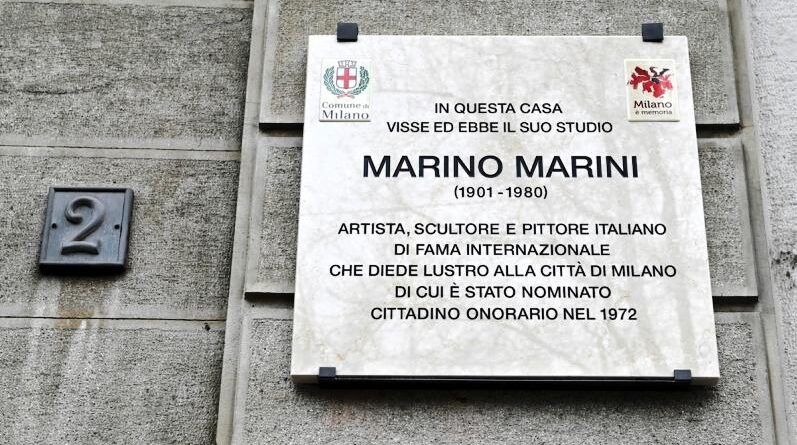 2
Comune di
Milano
Milano
è memoria
IN QUESTA CASA
VISSE ED EBBE IL SUO STUDIO
MARINO MARINI
(1901-1980)
ARTISTA, SCULTORE E PITTORE ITALIANO
DI FAMA INTERNAZIONALE
CHE DIEDE LUSTRO ALLA CITTÀ DI MILANO
DI CUI È STATO NOMINATO
CITTADINO ONORARIO NEL 1972